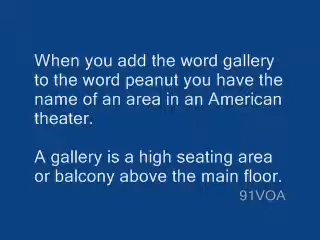 When you add the word gallery
to the word peanut you have the
name of an area in an American
theater.
A gallery is a high seating area
or balcony above the main floor.
91VOA